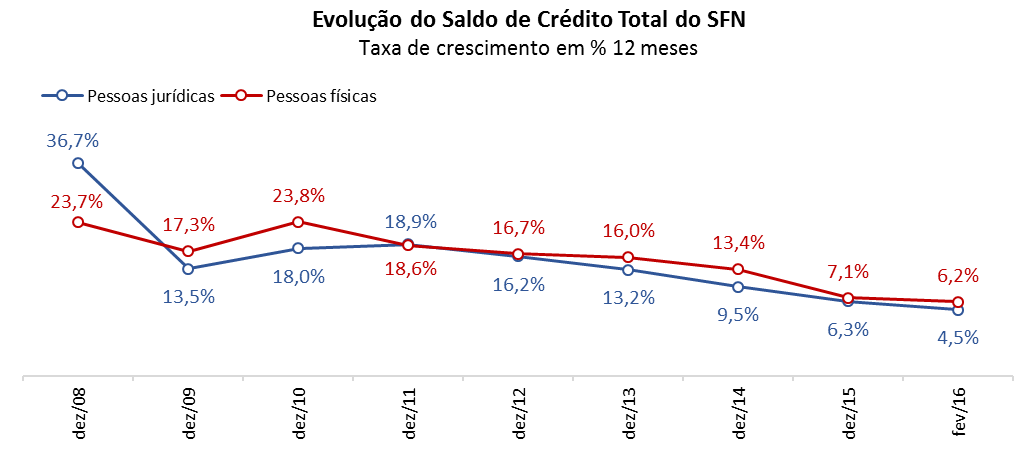 Evolução do Saldo de Crédito Total do SFN
Taxa de crescimento em % 12 meses
Pessoas jurídicas Pessoas físicas
36,7%
23,7%
17,3%
13,5%
23,8%
18,0%
18,9%
18,6%
16,7%
16,2%
16,0%
13,2%
13,4%
9,5%
7,1%
6,3%
6,2%
4,5%
dez/08
dez/09
dez/10
dez/11
dez/12
dez/13
dez/14
dez/15
fev/16